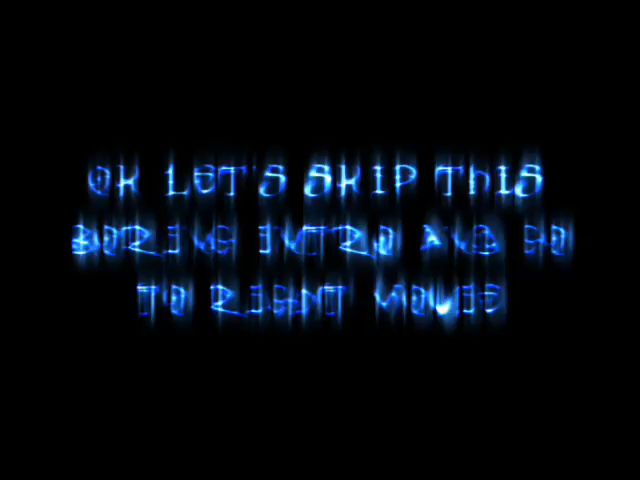 OK LET'S SKIP THIS
BORING INTRO AND GO
TO RIGHT MOVIE